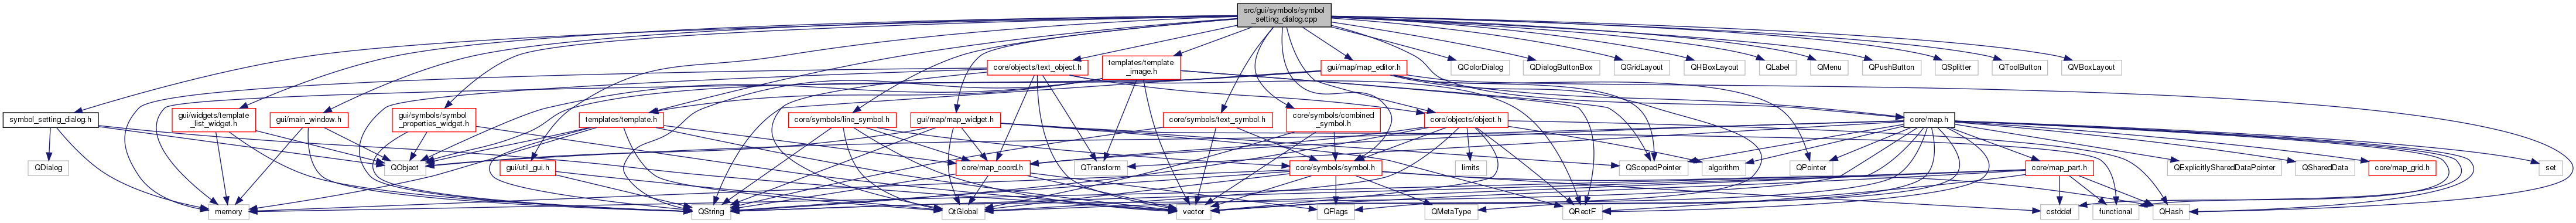 src/gui/symbols/symbol
_setting_dialog.cpp
core/objects/text_object.h
templates/template
_image.h
gui/map/map_editor.h
QColorDialog
QDialogButtonBox
QGridLayout
QHBoxLayout
QLabel
QMenu
QPushButton
QSplitter
QToolButton
QVBoxLayout
symbol_setting_dialog.h
gui/widgets/template
_list_widget.h
gui/main_window.h
gui/symbols/symbol
_properties_widget.h
templates/template.h
core/symbols/line_symbol.h
gui/map/map_widget.h
core/symbols/text_symbol.h
core/symbols/combined
_symbol.h
core/objects/object.h
core/map.h
QDialog
QObject
gui/util_gui.h
core/map_coord.h
QTransform
core/symbols/symbol.h
limits
QScopedPointer
algorithm
QPointer
core/map_part.h
QExplicitlySharedDataPointer
QSharedData
core/map_grid.h
set
memory
QString
QtGlobal
vector
QFlags
QMetaType
QRectF
cstddef
functional
QHash